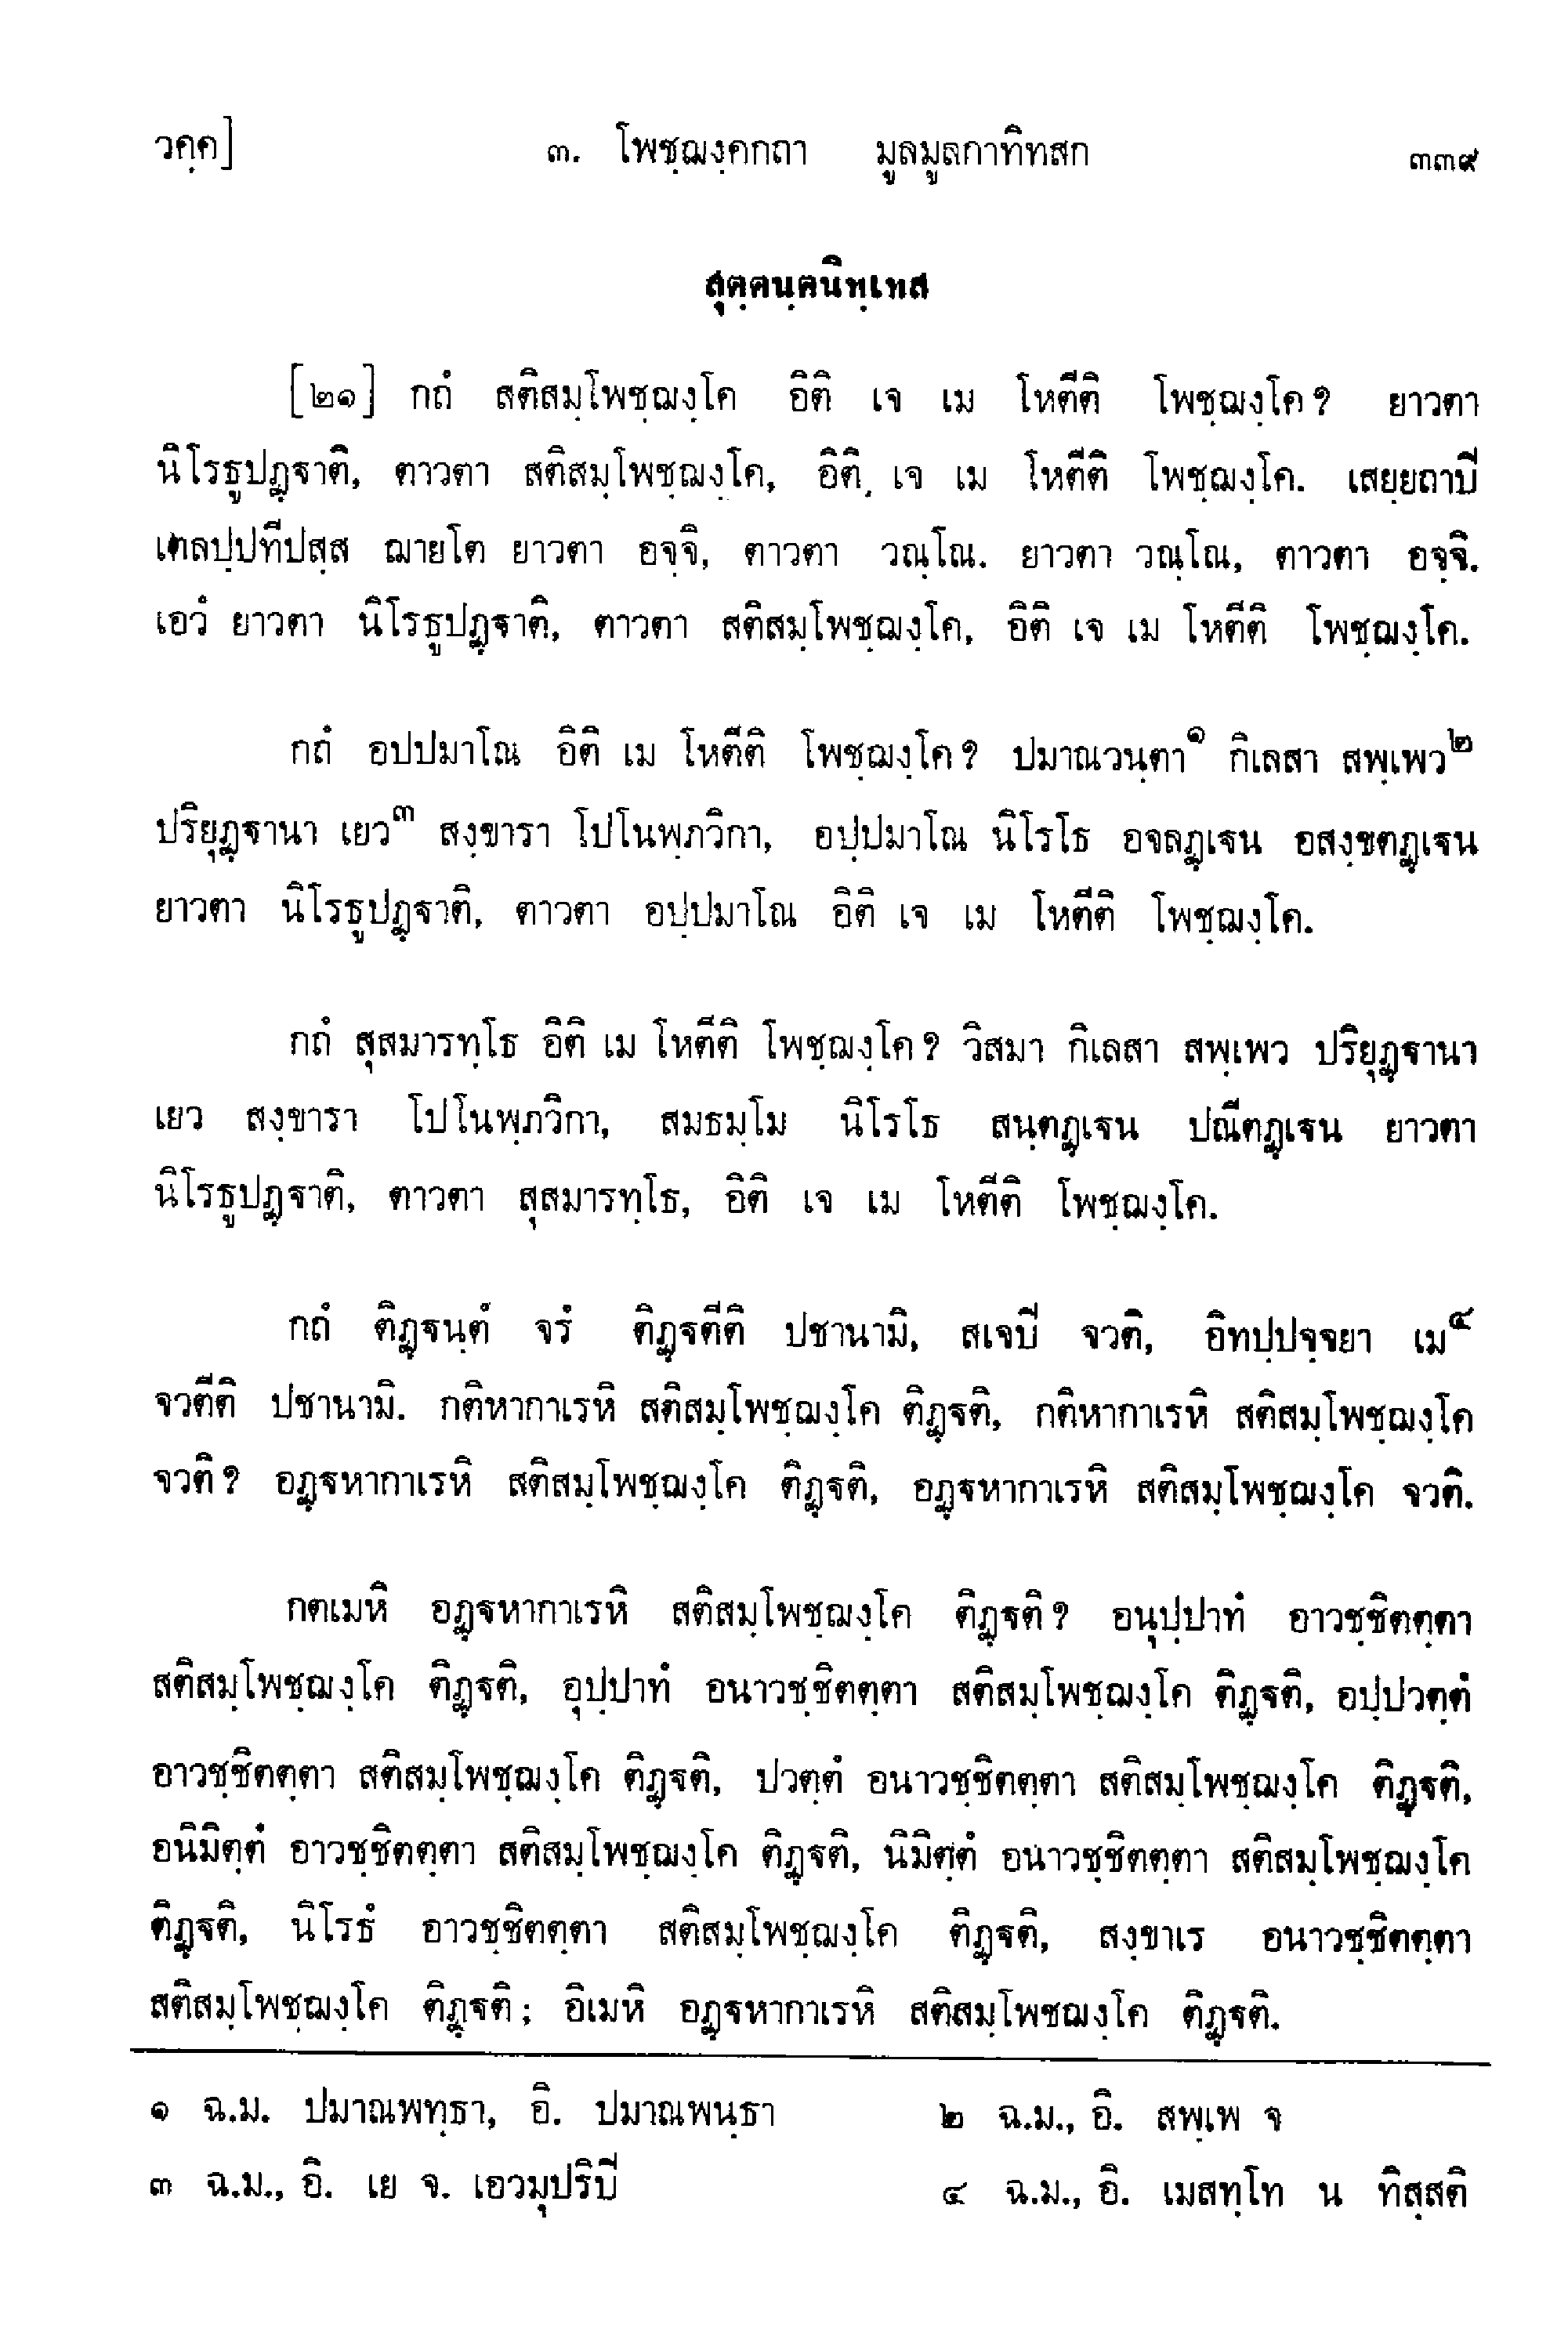 วคฺค]
๓. โพชฺฌงฺคกถา มูลมูลกาทิทสก
๓๓๙
สุตฺตนฺตนิทฺเทส
[๒๑] กถํ สติสมฺโพชฺฌงฺโค อิติ เจ เม โหตีติ โพชฺฌงฺโค? ยาวตา
นิโรธูปฏฺฐาติ, ตาวตา สติสมฺโพชฺฌงฺโค, อิติ เจ เม โหตีติ โพชฺฌงฺโค. เสยฺยถาปิ
เตลปฺปทีปสฺส ฌายโต ยาวตา อจฺจิ, ตาวตา วณฺโณ. ยาวตา วณฺโณ, ตาวตา อจฺจิ.
เอวํ ยาวตา นิโรธูปฏฺฐาติ, ตาวตา สติสมฺโพชฺฌงฺโค, อิติ เจ เม โหตีติ โพชฺฌงฺโค.
กถํ อปปมาโณ อิติ เม โหตีติ โพชฺฌงฺโค? ปมาณวนฺตา๑ กิเลสา สพฺเพว๒
ปริยุฏฺฐานา เยว๓ สงฺขารา โปโนพฺภวิกา, อปฺปมาโณ นิโรโธ อจลฏฺเฐน อสงฺขตฏฺเฐน
ยาวตา นิโรธูปฏฺฐาติ, ตาวตา อปฺปมาโณ อิติ เจ เม โหตีติ โพชฺฌงฺโค.
กถํ สุสมารทฺโธ อิติ เม โหตีติ โพชฺฌงฺโค? วิสมา กิเลสา สพฺเพว ปริยุฏฺฐานา
เยว สงฺขารา โปโนพฺภวิกา, สมธมฺโม นิโรโธ สนฺตฏฺเฐน ปณีตฏฺเฐน ยาวตา
นิโรธูปฏฺฐาติ, ตาวตา สุสมารทฺโธ, อิติ เจ เม โหตีติ โพชฺฌงฺโค.
กถํ ติฏฺฐนฺตํ จรํ ติฏฺฐตีติ ปชานามิ, สเจปิ จวติ, อิทปฺปจฺจยา เม๔
จวตีติ ปชานามิ. กติหากาเรหิ สติสมฺโพชฺฌงฺโค ติฏฺฐติ, กติหากาเรหิ สติสมฺโพชฺฌงฺโค
จวติ? อฏฺฐหากาเรหิ สติสมฺโพชฺฌงฺโค ติฏฺฐติ, อฏฺฐหากาเรหิ สติสมฺโพชฺฌงฺโค จวติ.
กตเมหิ อฏฺฐหากาเรหิ สติสมฺโพชฺฌงฺโค ติฏฺฐติ? อนุปฺปาทํ อาวชฺชิตตฺตา
สติสมฺโพชฺฌงฺโค ติฏฺฐติ, อุปฺปาทํ อนาวชฺชิตตฺตา สติสมฺโพชฺฌงฺโค ติฏฺฐติ, อปฺปวตฺตํ
อาวชฺชิตตฺตา สติสมฺโพชฺฌงฺโค ติฏฺฐติ, ปวตฺตํ อนาวชฺชิตตฺตา สติสมฺโพชฺฌงฺโค ติฏฺฐติ,
อนิมิตฺตํ อาวชฺชิตตฺตา สติสมฺโพชฺฌงฺโค ติฏฺฐติ, นิมิตฺตํ อนาวชฺชิตตฺตา สติสมฺโพชฺฌงฺโค
ติฏฺฐติ, นิโรธํ อาวชฺชิตตฺตา สติสมฺโพชฺฌงฺโค ติฏฺฐติ, สงฺขาเร อนาวชฺชิตตฺตา
สติสมฺโพชฺฌงฺโค ติฏฺฐติ; อิเมหิ อฏฺฐหากาเรหิ สติสมฺโพชฌงฺโค ติฏฺฐติ.
๑ ฉ.ม. ปมาณพทฺธา, อิ. ปมาณพนฺธา
๒ ฉ.ม., อิ. สพฺเพ จ
๓ ฉ.ม., อิ. เย จ. เอวมุปริปิ
๔ ฉ.ม., อิ. เมสทฺโท น ทิสฺสติ